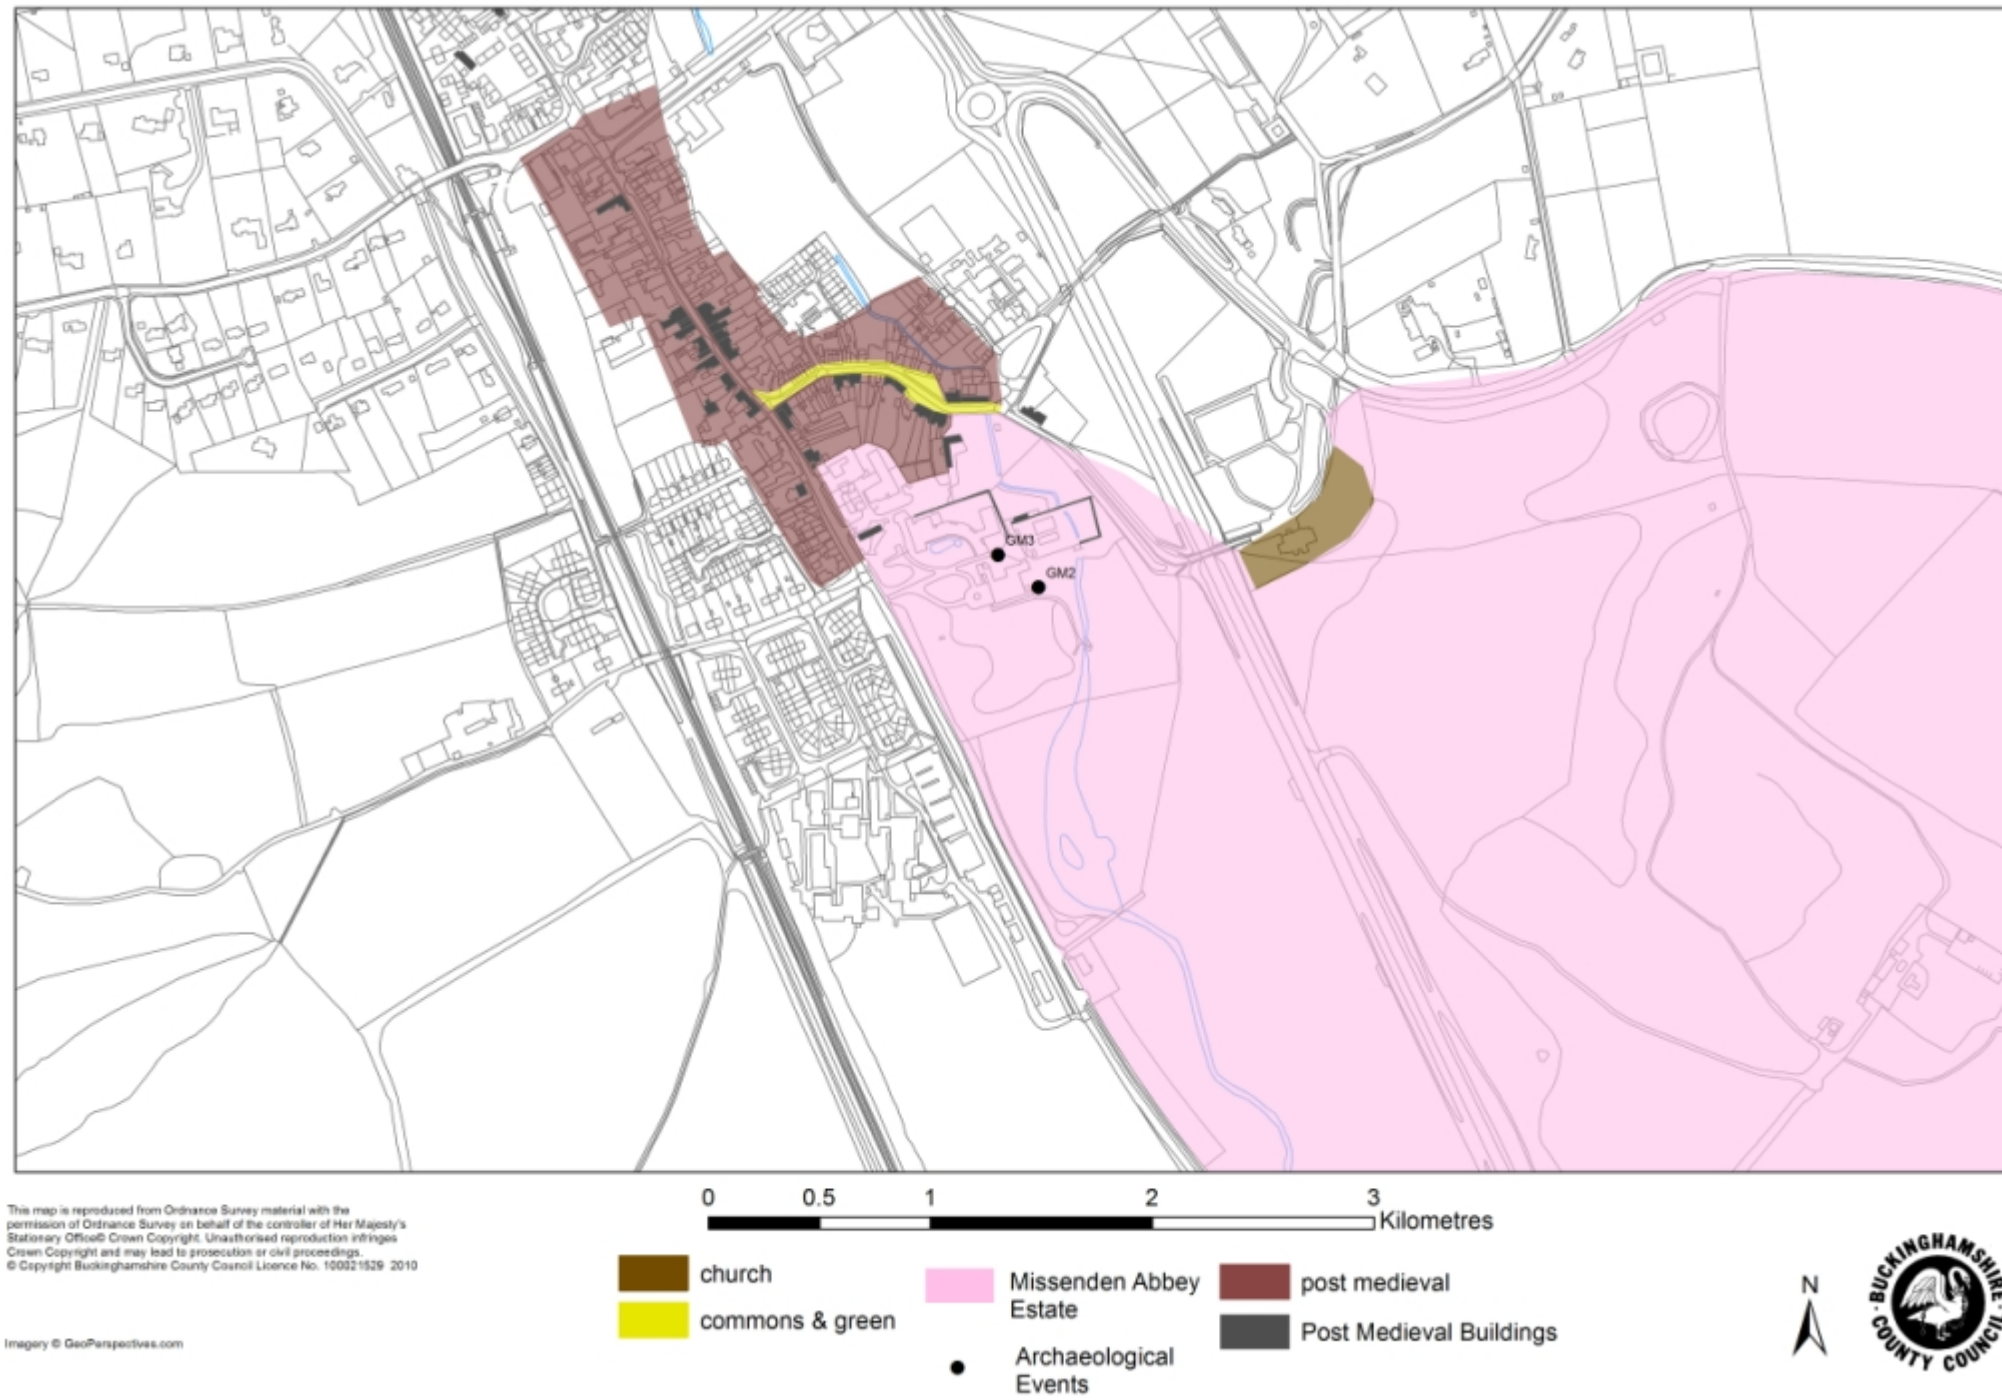 GM3
GM2
This map is reproduced from Ordnance Survey material with the
permission of Ordnance Survey on behalf of the controller of Her Majesty's
Stationary Office© Crown Copyright. Unauthorised reproduction infringes
Crown Copyright and may lead to prosecution or civil proceedings.
© Copyright Buckinghamshire County Council Licence No. 100021529 2010
Imagery © GeoPerspectives.com
0 0.5 1 2 3
Kilometres
church
commons & green
Missenden Abbey
Estate
Archaeological
Events
post medieval
Post Medieval Buildings
N
BUCKINGHAMSHIRE
COUNTY COUNCIL